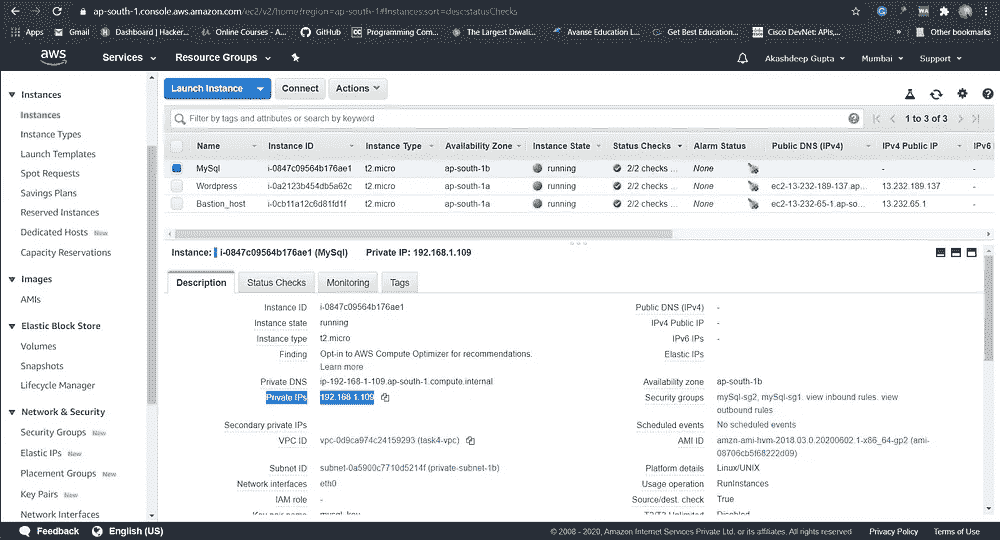 ap-south-1.console.aws.amazon.com/ec2/v2/home?region=ap-south-1#Instances:sort=desc:statusChecks
Apps Gmail Dashboard | Hacker... Online Courses - A... GitHub Programming Com... The Largest Diwali... Avanse Education L... Get Best Education... Cisco DevNet: APIs,... » Other bookmarks
aws Services Resource Groups Akashdeep Gupta Mumbai Support
Launch Instance Connect Actions
Filter by tags and attributes or search by keyword 1 to 3 of 3
Name Instance ID Instance Type Availability Zone Instance State Status Checks Alarm Status Public DNS (IPv4) IPv4 Public IP IPv6
MySql i-0847c09564b176ae1 t2.micro ap-south-1b running 2/2 checks ... None -
Wordpress i-0a2123b454db5a62c t2.micro ap-south-1a running 2/2 checks ... None ec2-13-232-189-137.ap... 13.232.189.137 -
Bastion_host i-0cb11a12c6d81fd1f t2.micro ap-south-1a running 2/2 checks ... None ec2-13-232-65-1.ap-so... 13.232.65.1 -
Instances
Instances
Instance Types
Launch Templates
Spot Requests
Savings Plans
Reserved Instances
Dedicated Hosts New
Capacity Reservations
Images
AMIs
Elastic Block Store
Volumes
Snapshots
Lifecycle Manager
Network & Security
Security Groups New
Elastic IPs New
Placement Groups New
Key Pairs New
Network Interfaces
Instance: i-0847c09564b176ae1 (MySql) Private IP: 192.168.1.109
Description Status Checks Monitoring Tags
Instance ID i-0847c09564b176ae1
Instance state running
Instance type t2.micro
Finding Opt-in to AWS Compute Optimizer for recommendations.
Learn more
Private DNS ip-192-168-1-109.ap-south-1.compute.internal
Private IPs 192.168.1.109
Secondary private IPs
VPC ID vpc-0d9ca974c24159293 (task4-vpc)
Subnet ID subnet-0a5900c7710d5214f (private-subnet-1b)
Network interfaces eth0
IAM role -
Key pair name mysql_key
Public DNS (IPv4) -
IPv4 Public IP -
IPv6 IPs -
Elastic IPs
Availability zone ap-south-1b
Security groups mySql-sg2, mySql-sg1. view inbound rules. view
outbound rules
Scheduled events No scheduled events
AMI ID amzn-ami-hvm-2018.03.0.20200602.1-x86_64-gp2 (ami-
08706cb5f68222d09)
Platform details Linux/UNIX
Usage operation RunInstances
Source/dest. check True
T2/T3 Unlimited Disabled
Feedback English (US) © 2008 - 2020, Amazon Internet Services Private Ltd. or its affiliates. All rights reserved. Privacy Policy Terms of Use